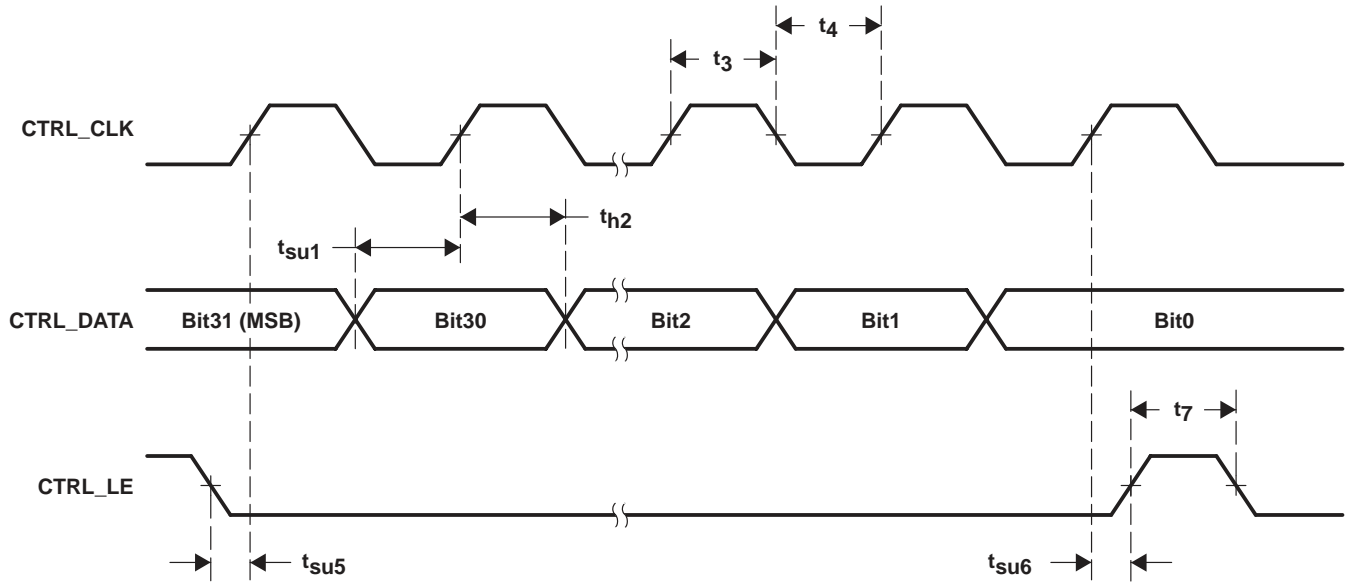 t4
t3
CTRL_CLK
th2
tsu1
CTRL_DATA
Bit31 (MSB)
Bit30
Bit2
Bit1
Bit0
t7
CTRL_LE
tsu5
tsu6